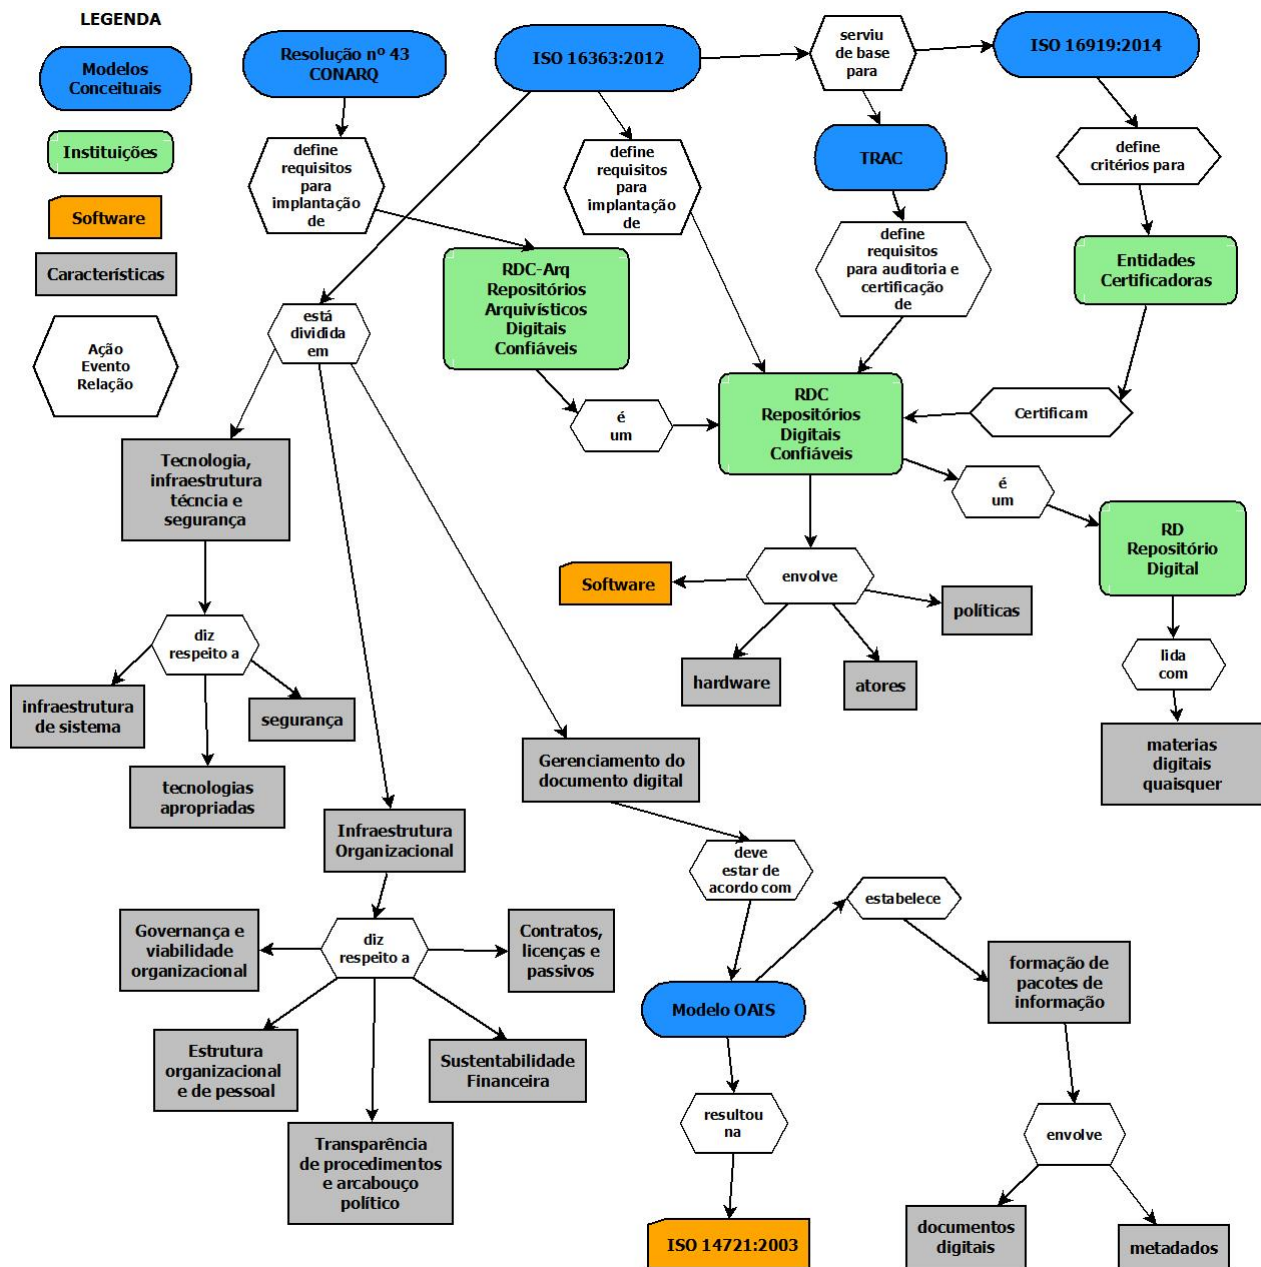 LEGENDA
Modelos
Conceituais
Instituições
Software
Característíficas
Ação
Evento
Relação
Resolução nº 43
CONARQ
ISO 16363:2012
serviu
de base
para
ISO 16919:2014
define
requisitos
para
implantação
de
define
requisitos
para
implantação
de
TRAC
define
critérios para
define
requisitos
para auditoria e
certificação
de
Entidades
Certificadoras
RDC-Arq
Repositórios
Arquivísticos
Digitais
Confiáveis
está
dividida
em
é
um
RDC
Repositórios
Digitais
Confiáveis
Certificam
é
um
RD
Repositório
Digital
Tecnologia,
infraestrutura
técncia e
segurança
Software
envolve
políticas
hardware
atores
lida
com
materias
digitais
quaisquer
diz
respeito a
infraestrutura
de sistema
segurança
tecnologias
apropriadas
Gerenciamento do
documento digital
Infraestrutura
Organizacional
deve
estar de
acordo com
estabelece
Governança e
viabilidade
organizacional
diz
respeito a
Contratos,
licenças e
passivos
formação de
pacotes de
informação
Modelo OAIS
Estrutura
organizacional
e de pessoal
Sustentabilidade
Financeira
Transparência
de procedimentos
e arcabouço
político
resultou
na
envolve
ISO 14721:2003
documentos
digitais
metadados